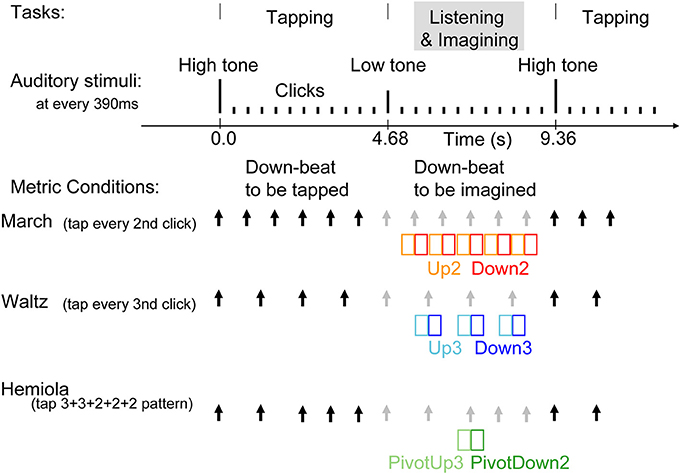 Tasks:
Tapping
Listening
& Imagining
Tapping
High tone
Low tone
High tone
Auditory stimuli:
at every 390ms
Clicks
0.0
4.68
Time (s)
9.36
Metric Conditions:
Down-beat
to be tapped
Down-beat
to be imagined
March (tap every 2nd click)
Up2 Down2
Waltz (tap every 3nd click)
Up3 Down3
Hemiola
(tap 3+3+2+2+2 pattern)
PivotUp3 PivotDown2